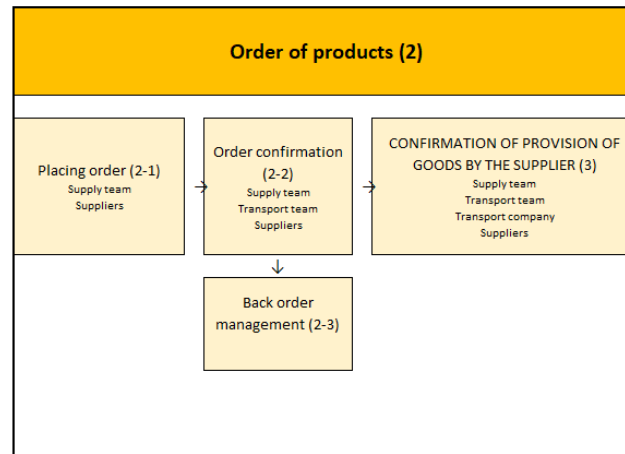 Order of products (2)
Placing order (2-1)
Supply team
Suppliers
→
Order confirmation
(2-2)
Supply team
Transport team
Suppliers
→
CONFIRMATION OF PROVISION OF
GOODS BY THE SUPPLIER (3)
Supply team
Transport team
Transport company
Suppliers
↓
Back order
management (2-3)